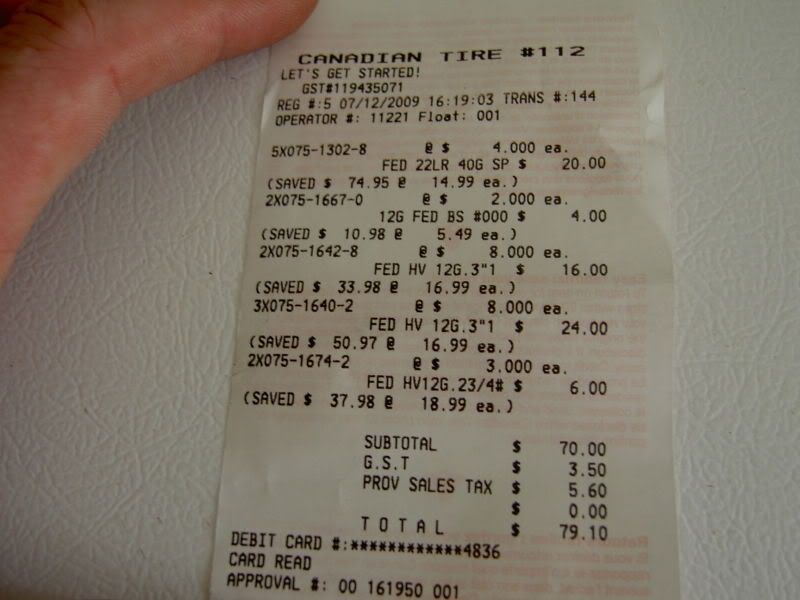 CANADIAN TIRE #112
LET'S GET STARTED!
GST#119435071
REG #:5 07/12/2009 16:19:03 TRANS #:144
OPERATOR #: 11221 Float: 001
5X075-1302-8 @ $ 4.000 ea.
FED 22LR 40G SP $ 20.00
(SAVED $ 74.95 @ 14.99 ea.)
2X075-1667-0 @ $ 2.000 ea.
12G FED BS #000 $ 4.00
(SAVED $ 10.98 @ 5.49 ea.)
2X075-1642-8 @ $ 8.000 ea.
FED HV 12G.3"1 $ 16.00
(SAVED $ 33.98 @ 16.99 ea.)
3X075-1640-2 @ $ 8.000 ea.
FED HV 12G.3"1 $ 24.00
(SAVED $ 50.97 @ 16.99 ea.)
2X075-1674-2 @ $ 3.000 ea.
FED HV12G.23/4# $ 6.00
(SAVED $ 37.98 @ 18.99 ea.)
SUBTOTAL $ 70.00
G.S.T $ 3.50
PROV SALES TAX $ 5.60
$ 0.00
T O T A L $ 79.10
DEBIT CARD #:************4836
CARD READ
APPROVAL #: 00 161950 001